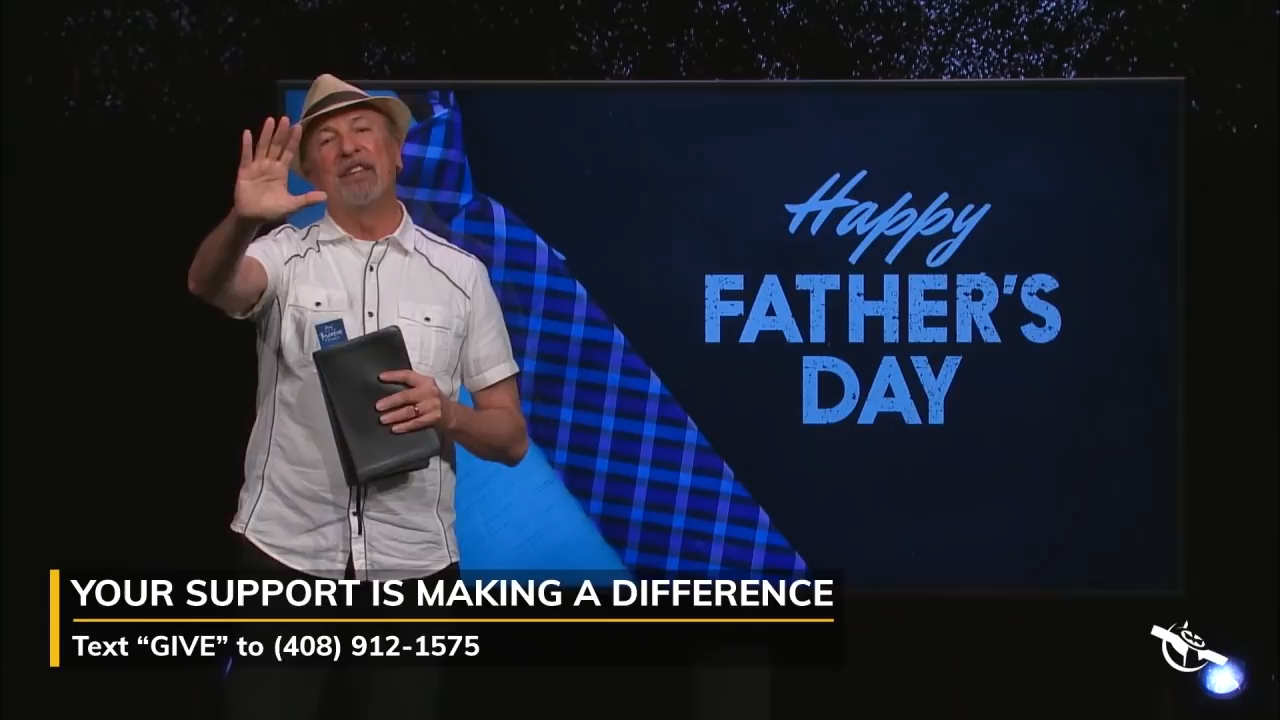 Happy
FATHER'S
DAY
YOUR SUPPORT IS MAKING A DIFFERENCE
Text “GIVE” to (408) 912-1575